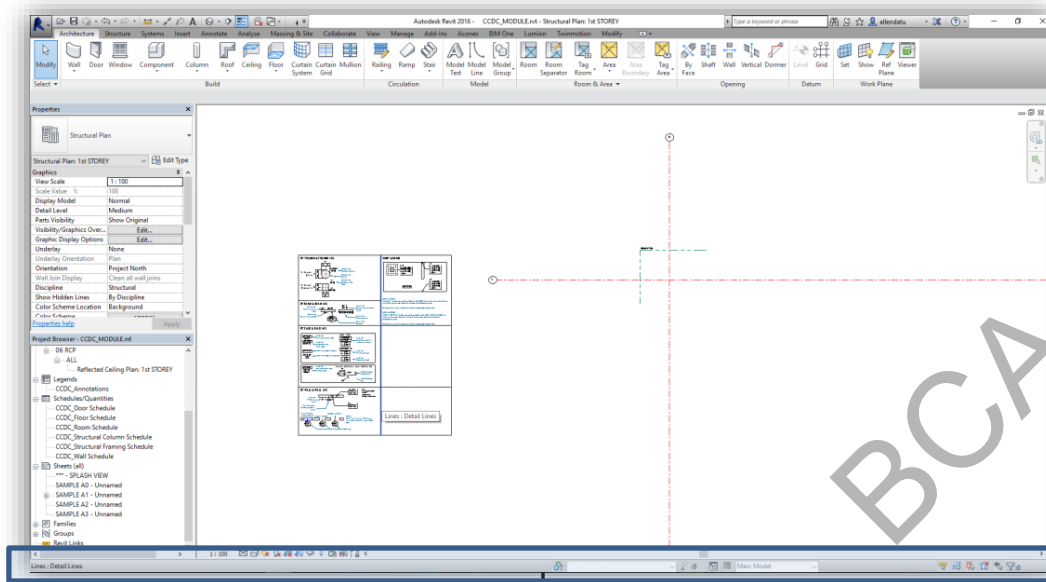 Autodesk Revit 2016 - CCDC_MODULE.rvt - Structural Plan: 1st STOREY
Type a keyword or phrase
allendatu
Architecture Structure Systems Insert Annotate Analyze Massing & Site Collaborate View Manage Add-Ins Aconex BIM One Lumion Twinmotion Modify
Modify Wall Door Window Component Column Roof Ceiling Floor Curtain System Curtain Grid Mullion Railing Ramp Stair Model Text Model Line Model Group Room Room Separator Tag Room Area Area Boundary Tag Area By Face Shaft Wall Vertical Dormer Level Grid Set Show Ref Plane Viewer
Select Build Circulation Model Room & Area Opening Datum Work Plane
Properties
Structural Plan
Structural Plan: 1st STOREY Edit Type
Graphics
View Scale 1 : 100
Scale Value 1: 100
Display Model Normal
Detail Level Medium
Parts Visibility Show Original
Visibility/Graphics Over... Edit...
Graphic Display Options Edit...
Underlay None
Underlay Orientation Plan
Orientation Project North
Wall Join Display Clean all wall joins
Discipline Structural
Show Hidden Lines By Discipline
Color Scheme Location Background
Color Scheme <none>
Properties help Apply
Project Browser - CCDC_MODULE.rvt
06 RCP
ALL
Reflected Ceiling Plan: 1st STOREY
Legends
CCDC_Annotations
Schedules/Quantities
CCDC_Door Schedule
CCDC_Floor Schedule
CCDC_Room Schedule
CCDC_Structural Column Schedule
CCDC_Structural Framing Schedule
CCDC_Wall Schedule
Sheets (all)
*** - SPLASH VIEW
SAMPLE A0 - Unnamed
SAMPLE A1 - Unnamed
SAMPLE A2 - Unnamed
SAMPLE A3 - Unnamed
Families
Groups
Revit Links
Lines : Detail Lines
BCA
1 : 100
Lines : Detail Lines
:0
Main Model
:0